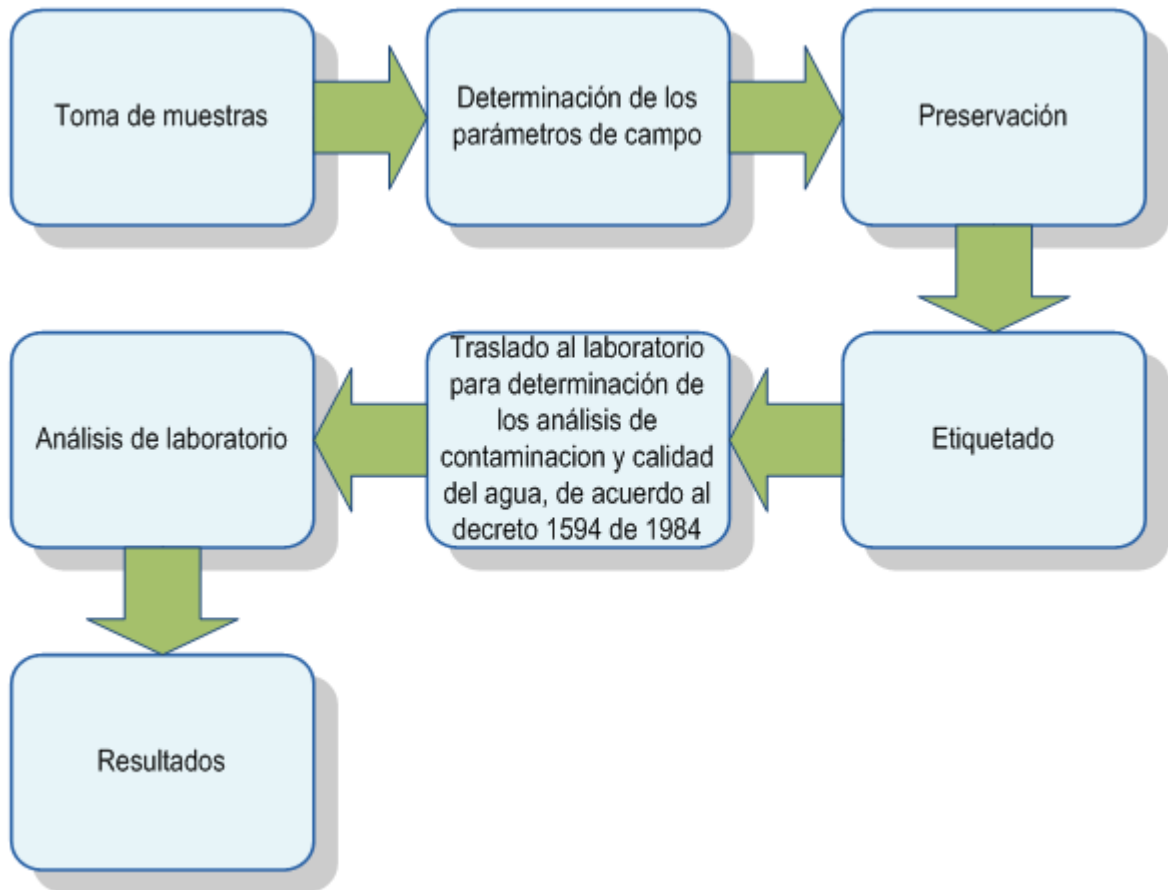 Toma de muestras
Determinación de los
parámetros de campo
Preservación
Etiquetado
Traslado al laboratorio
para determinación de
los análisis de
contaminacion y calidad
del agua, de acuerdo al
decreto 1594 de 1984
Análisis de laboratorio
Resultados